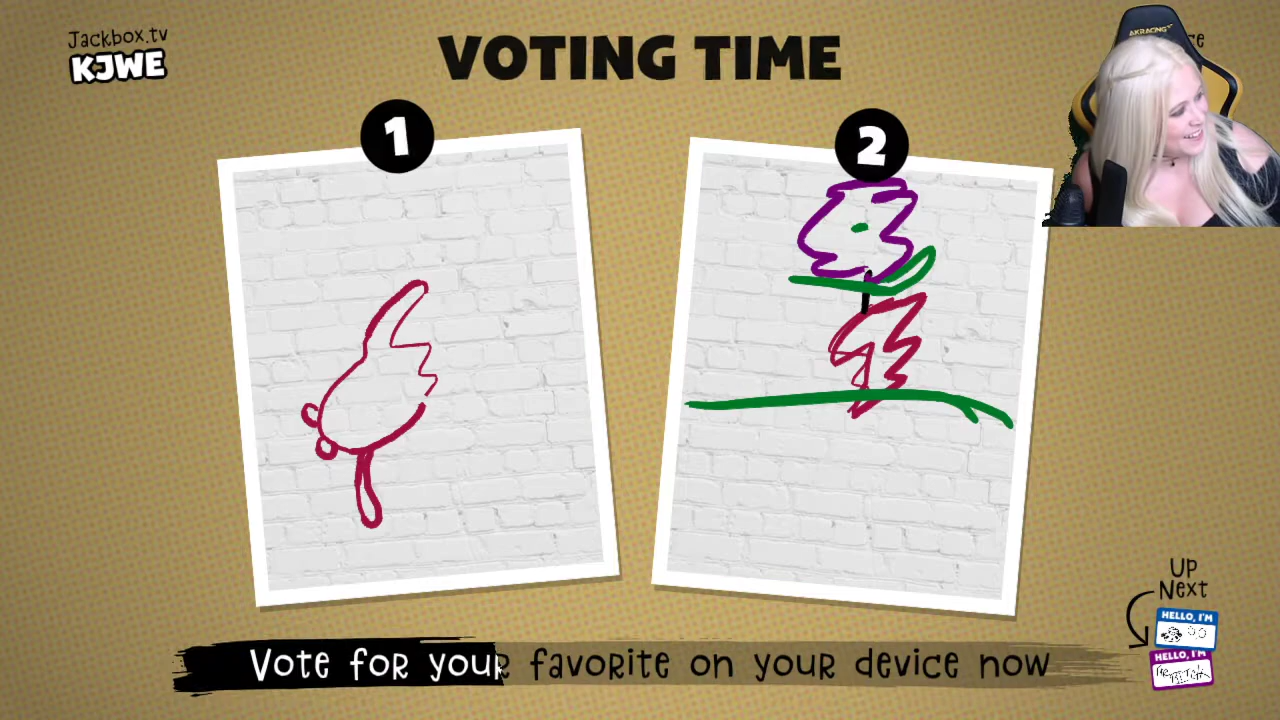 Jackbox.tv
KJWE
VOTING TIME
AKRACING
1
2
UP
Next
HELLO, I'M
HELLO, I'M
Vote for your favorite on your device now